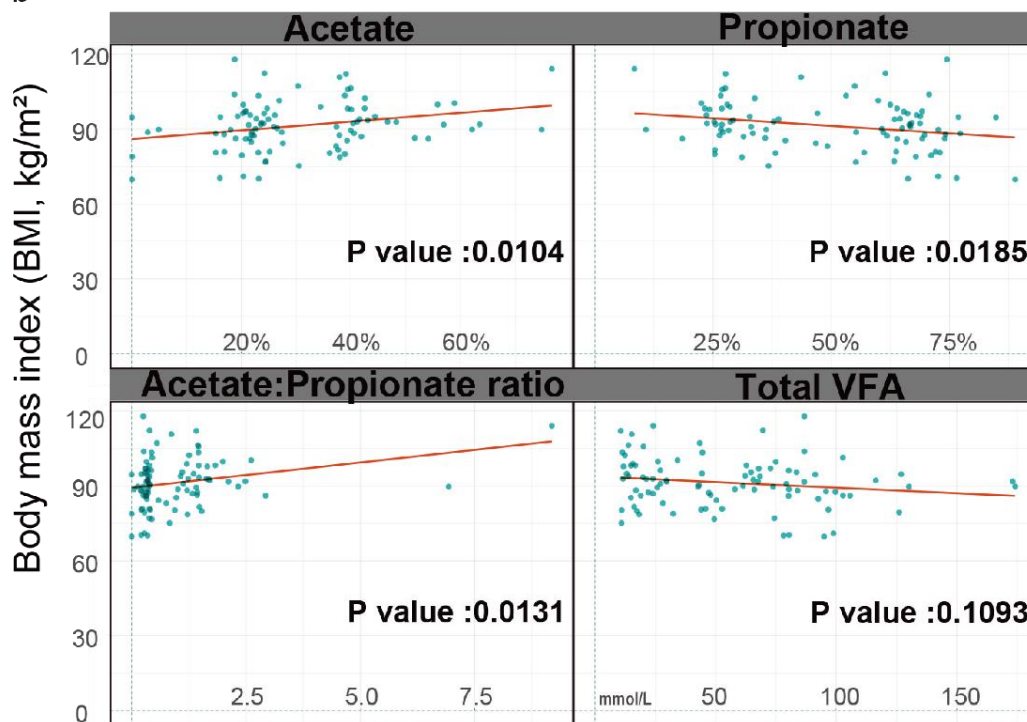 Acetate
Propionate
Body mass index (BMI, kg/m²)
120
90
60
30
0
P value :0.0104
P value :0.0185
20% 40% 60%
25% 50% 75%
Acetate:Propionate ratio
Total VFA
120
90
60
30
0
P value :0.0131
P value :0.1093
2.5 5.0 7.5
mmol/L 50 100 150